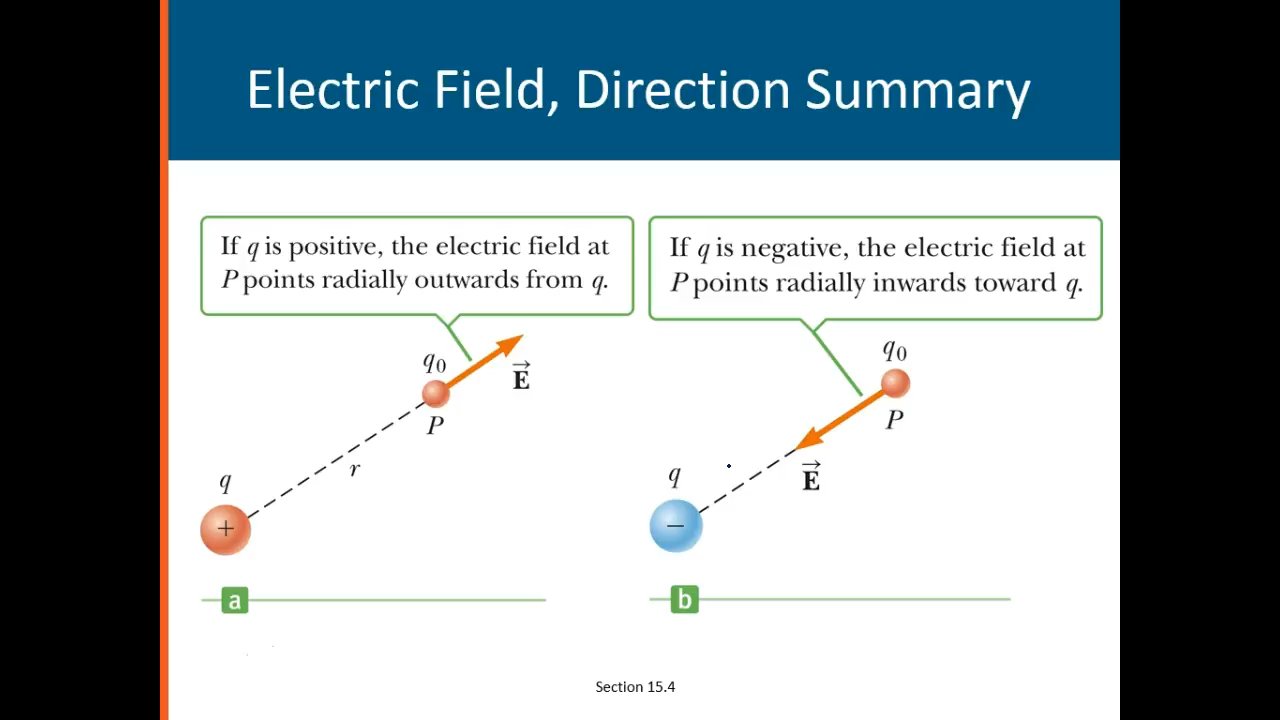 Electric Field, Direction Summary
If q is positive, the electric field at
P points radially outwards from q.
q0
E
P
r
q
+
a
If q is negative, the electric field at
P points radially inwards toward q.
q0
P
E
q
−
b
Section 15.4